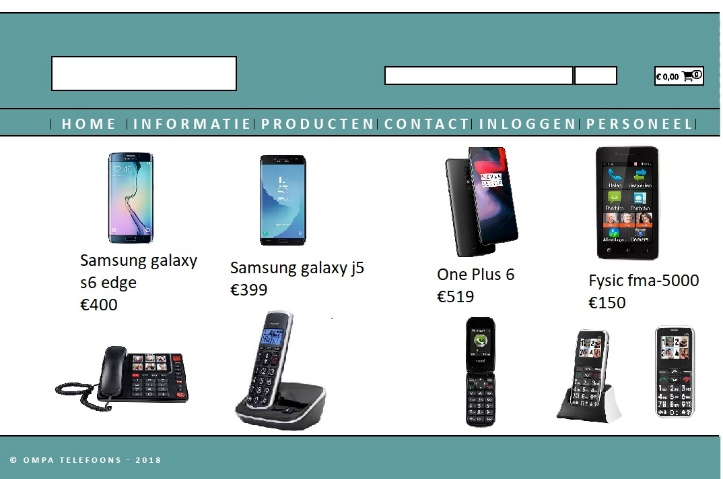 € 0,00 0
HOME INFORMATIE PRODUCTEN CONTACT INLOGGEN PERSONEEL
Samsung galaxy
s6 edge
€400
Samsung galaxy j5
€399
One Plus 6
€519
Fysic fma-5000
€150
© OMPA TELEFOONS - 2018